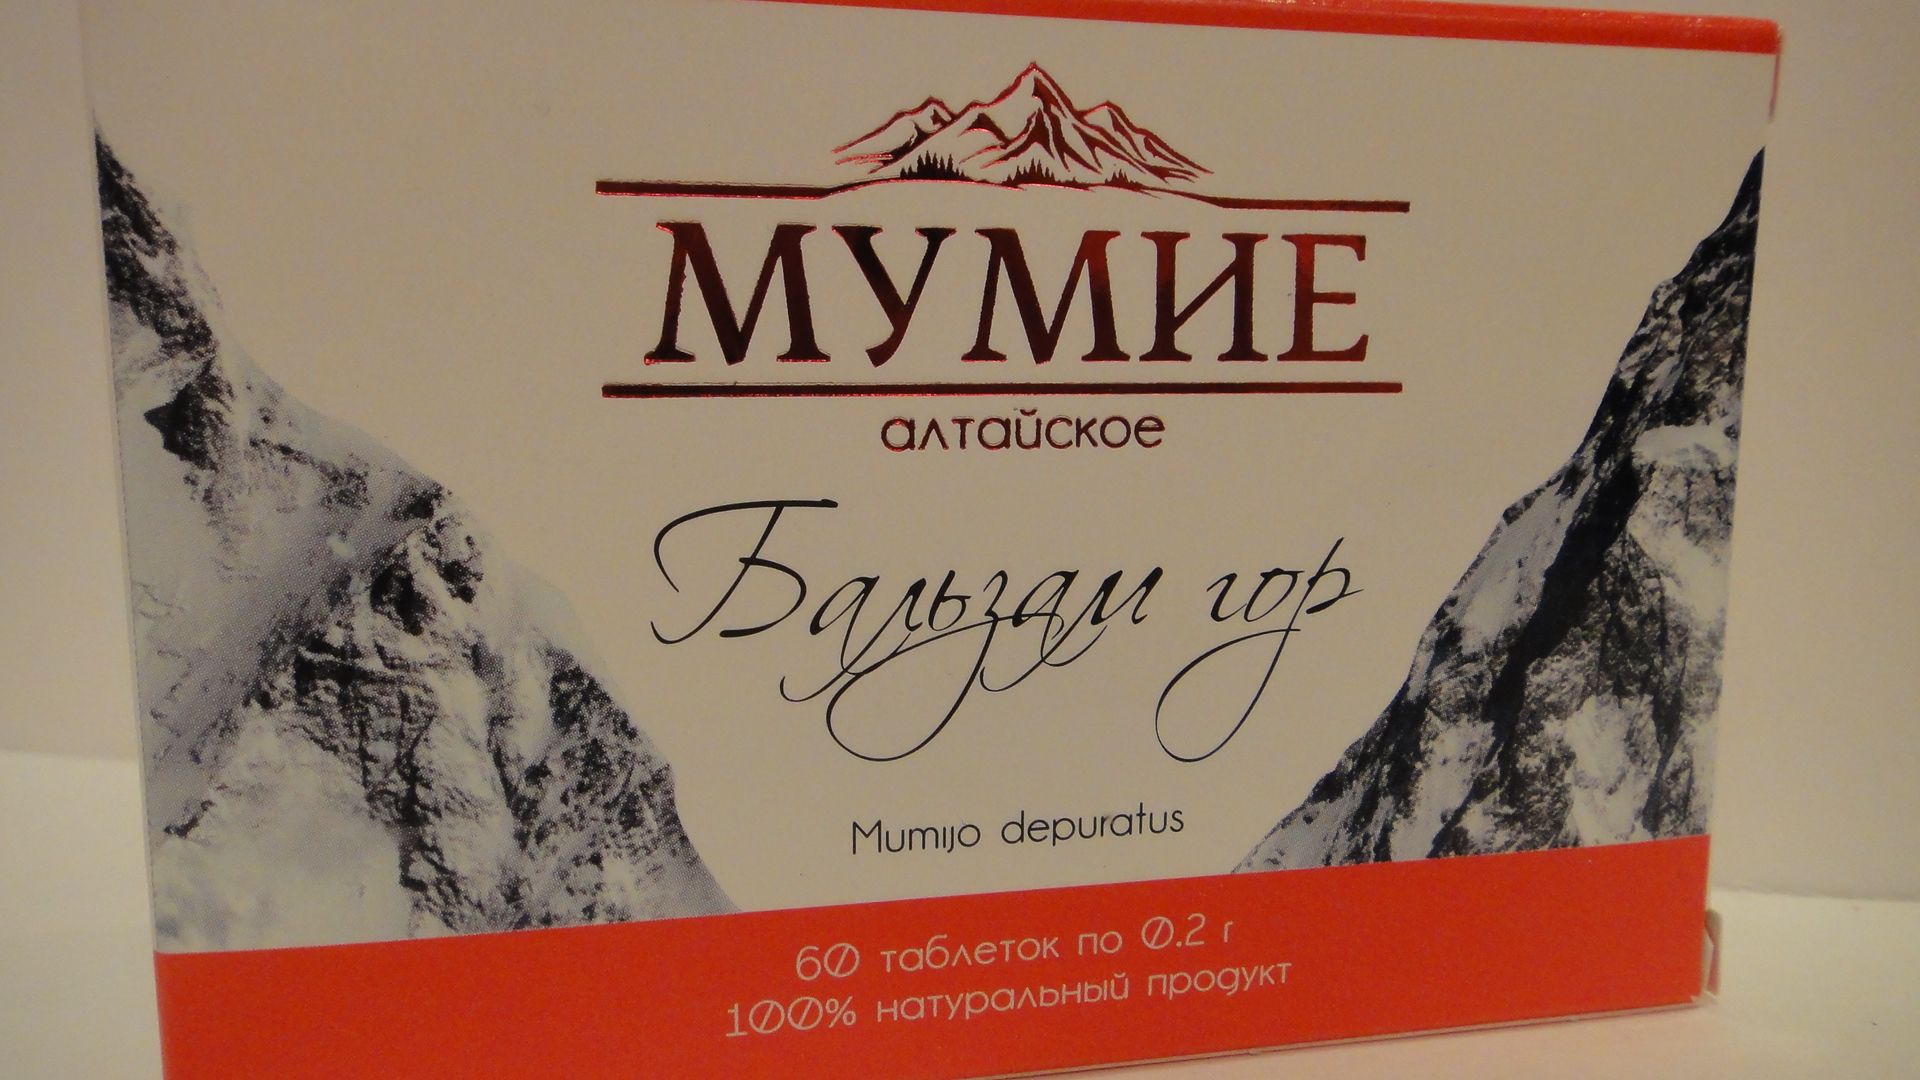 МУМИЕ
алтайское
Бальзам гор
Mumijo depuratus
60 таблеток по 0.2 г
100% натуральный продукт